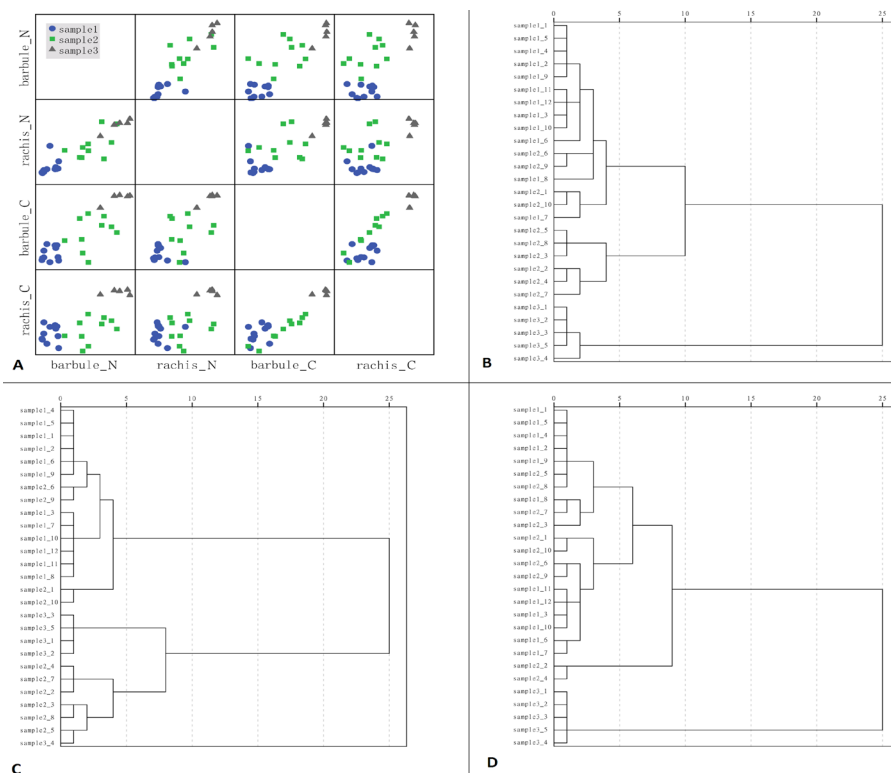 sample1
sample2
sample3
barbule_N
rachis_N
barbule_C
rachis_C
barbule_N
rachis_N
barbule_C
rachis_C
A
0
5
10
15
20
25
sample1_1
sample1_5
sample1_4
sample1_2
sample1_9
sample1_11
sample1_12
sample1_3
sample1_10
sample1_6
sample2_6
sample2_9
sample1_8
sample2_1
sample2_10
sample1_7
sample2_5
sample2_8
sample2_3
sample2_2
sample2_4
sample2_7
sample3_1
sample3_2
sample3_3
sample3_5
sample3_4
B
0
5
10
15
20
25
sample1_4
sample1_5
sample1_1
sample1_2
sample1_6
sample1_9
sample2_6
sample2_9
sample1_3
sample1_7
sample1_10
sample1_12
sample1_11
sample1_8
sample2_1
sample2_10
sample3_3
sample3_5
sample3_1
sample3_2
sample2_4
sample2_7
sample2_2
sample2_3
sample2_8
sample2_5
sample3_4
C
0
5
10
15
20
25
sample1_1
sample1_5
sample1_4
sample1_2
sample1_9
sample2_5
sample2_8
sample1_8
sample2_7
sample2_3
sample2_1
sample2_10
sample2_6
sample2_9
sample1_11
sample1_12
sample1_3
sample1_10
sample1_6
sample1_7
sample2_2
sample2_4
sample3_1
sample3_2
sample3_3
sample3_5
sample3_4
D